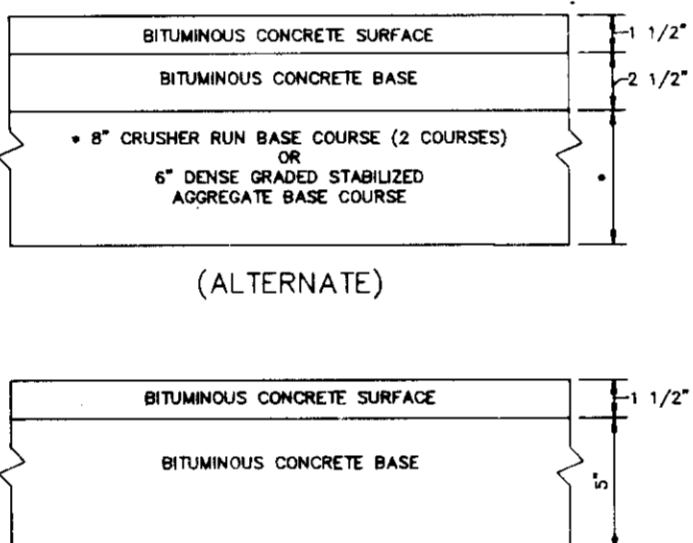 BITUMINOUS CONCRETE SURFACE
1 1/2"
BITUMINOUS CONCRETE BASE
2 1/2"
* 8" CRUSHER RUN BASE COURSE (2 COURSES)
OR
6" DENSE GRADED STABILIZED
AGGREGATE BASE COURSE
*
(ALTERNATE)
BITUMINOUS CONCRETE SURFACE
1 1/2"
BITUMINOUS CONCRETE BASE
5"